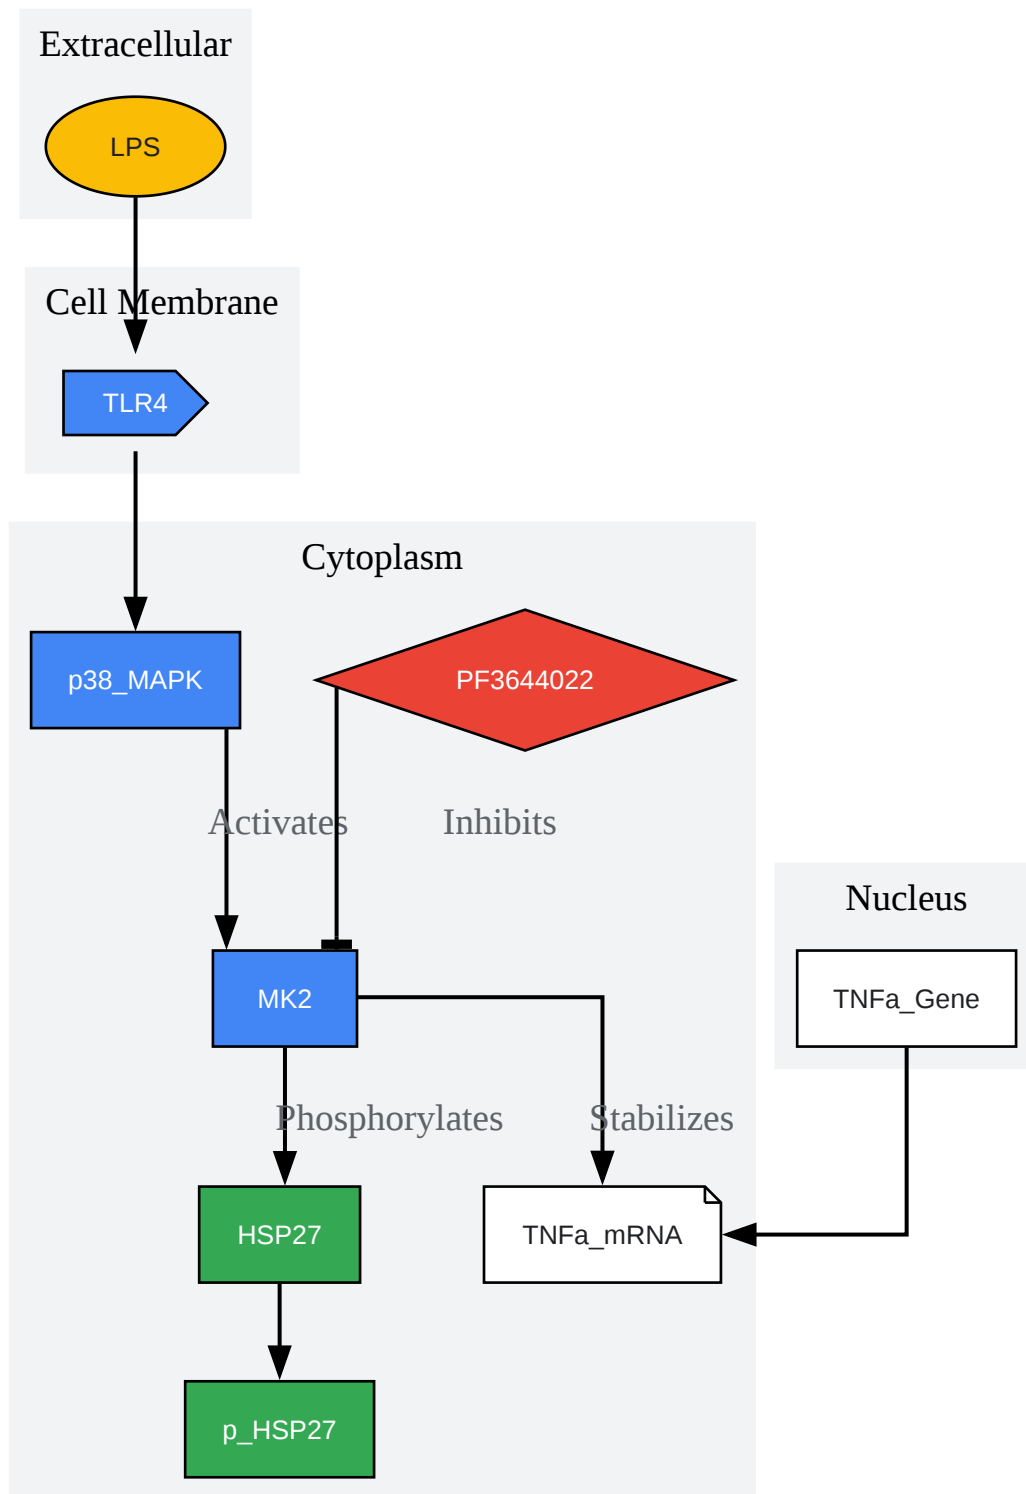 Extracellular
LPS
Cell Membrane
TLR4
Cytoplasm
p38_MAPK
PF3644022
Activates
Inhibits
Nucleus
MK2
TNFa_Gene
Phosphorylates
Stabilizes
HSP27
TNFa_mRNA
p_HSP27